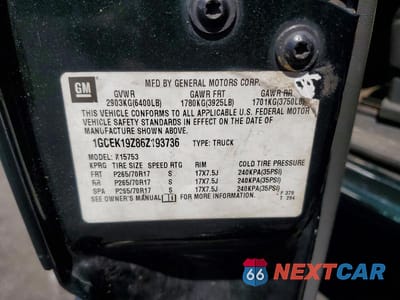 GM
MFD BY GENERAL MOTORS CORP.
GVWR GAWR FRT GAWR RR
2903KG(6400LB) 1780KG(3925LB) 1701KG(3750LB)
THIS VEHICLE CONFORMS TO ALL APPLICABLE U.S. FEDERAL MOTOR
VEHICLE SAFETY STANDARDS IN EFFECT ON THE DATE OF
MANUFACTURE SHOWN ABOVE.
1GCEK19Z86Z193736 TYPE: TRUCK
MODEL: X15753
KPRG TIRE SIZE SPEED RTG RIM COLD TIRE PRESSURE
FRT P265/70R17 S 17X7.5J 240KPA(35PSI)
RR P265/70R17 S 17X7.5J 240KPA(35PSI)
SPA P265/70R17 S 17X7.5J 240KPA(35PSI)
SEE OWNER'S MANUAL FOR MORE INFORMATION.
66 NEXTCAR